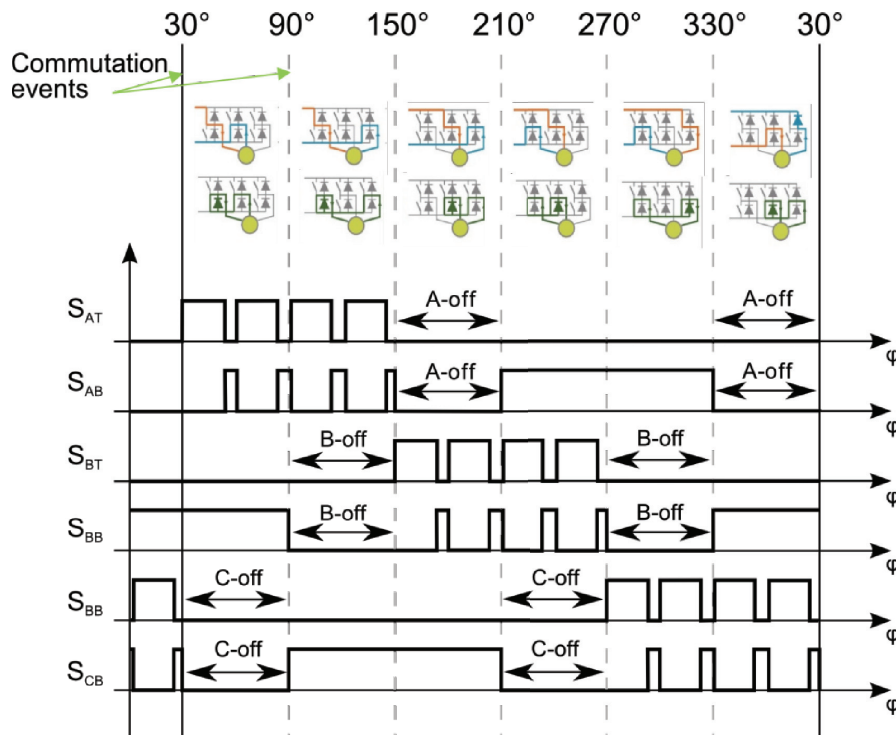 30° 90° 150° 210° 270° 330° 30°
Commutation
events
S_AT A-off A-off φ
S_AB A-off A-off φ
S_BT B-off B-off φ
S_BB B-off B-off φ
S_BB C-off C-off φ
S_CB C-off C-off φ